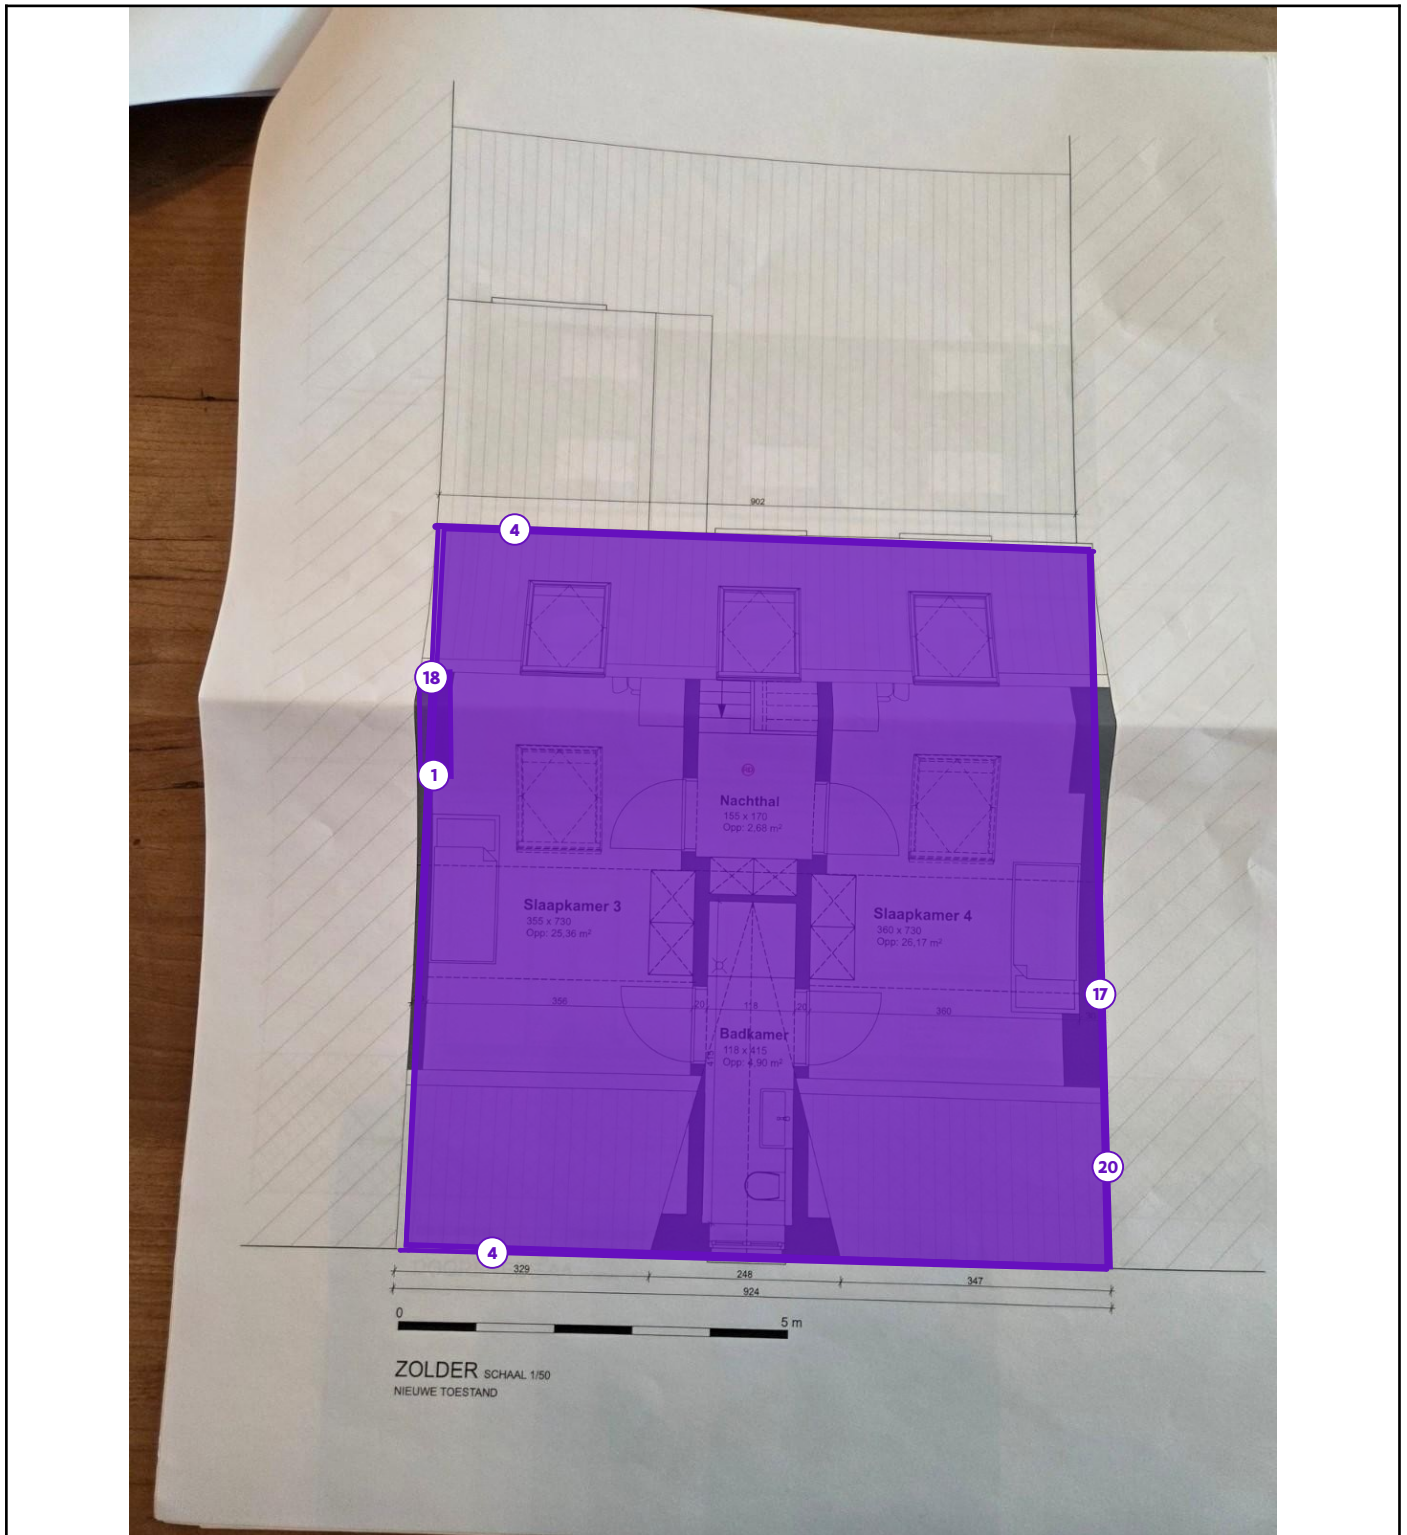 902
4
18
1
Nachthal
155 x 170
Opp: 2,68 m²
Slaapkamer 3
355 x 730
Opp: 25,36 m²
Slaapkamer 4
360 x 730
Opp: 26,17 m²
17
20
118
20
360
Badkamer
118 x 415
Opp: 4,90 m²
415
20
4
329
248
347
924
0
5 m
ZOLDER SCHAAL 1/50
NIEUWE TOESTAND